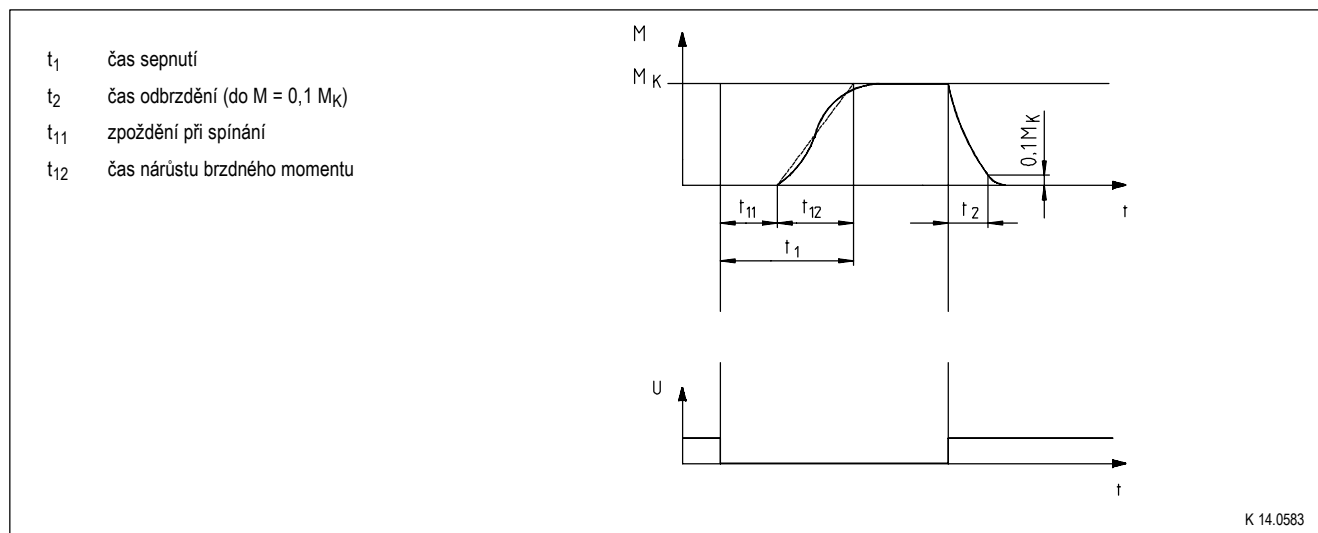 t1 čas sepnutí
t2 čas odbrzdění (do M = 0,1 MK)
t11 zpoždění při spínání
t12 čas nárůstu brzdného momentu
M
MK
0.1MK
t11
t12
t2
t
t1
U
t
K 14.0583